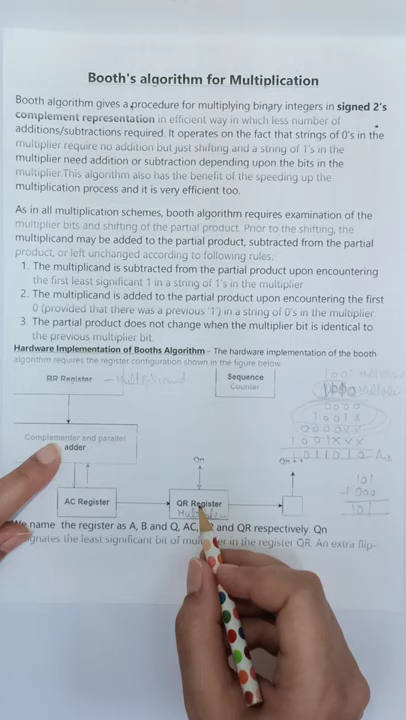 Booth's algorithm for Multiplication
Booth algorithm gives a procedure for multiplying binary integers in signed 2's
complement representation in efficient way in which less number of
additions/subtractions required. It operates on the fact that strings of 0's in the
multiplier require no addition but just shifting and a string of 1's in the
multiplier need addition or subtraction depending upon the bits in the
multiplier.This algorithm also has the benefit of the speeding up the
multiplication process and it is very efficient too.
As in all multiplication schemes, booth algorithm requires examination of the
multiplier bits and shifting of the partial product. Prior to the shifting, the
multiplicand may be added to the partial product, subtracted from the partial
product, or left unchanged according to following rules.
1. The multiplicand is subtracted from the partial product upon encountering
the first least significant 1 in a string of 1's in the multiplier
2. The multiplicand is added to the partial product upon encountering the first
0 (provided that there was a previous '1') in a string of 0's in the multiplier.
3. The partial product does not change when the multiplier bit is identical to
the previous multiplier bit.
Hardware Implementation of Booths Algorithm – The hardware implementation of the booth
algorithm requires the register configuration shown in the figure below
BR Register – Multiplicand
Sequence
Counter
1001
0000
1001X
0000XX
1001XXX
Complementer and parallel
adder
Qn
Qn + 1
101
1000
101
AC Register
QR Register
Multiplier
We name the register as A, B and Q, AC, and QR respectively. Qn
the least significant bit of in the register QR. An extra flip-